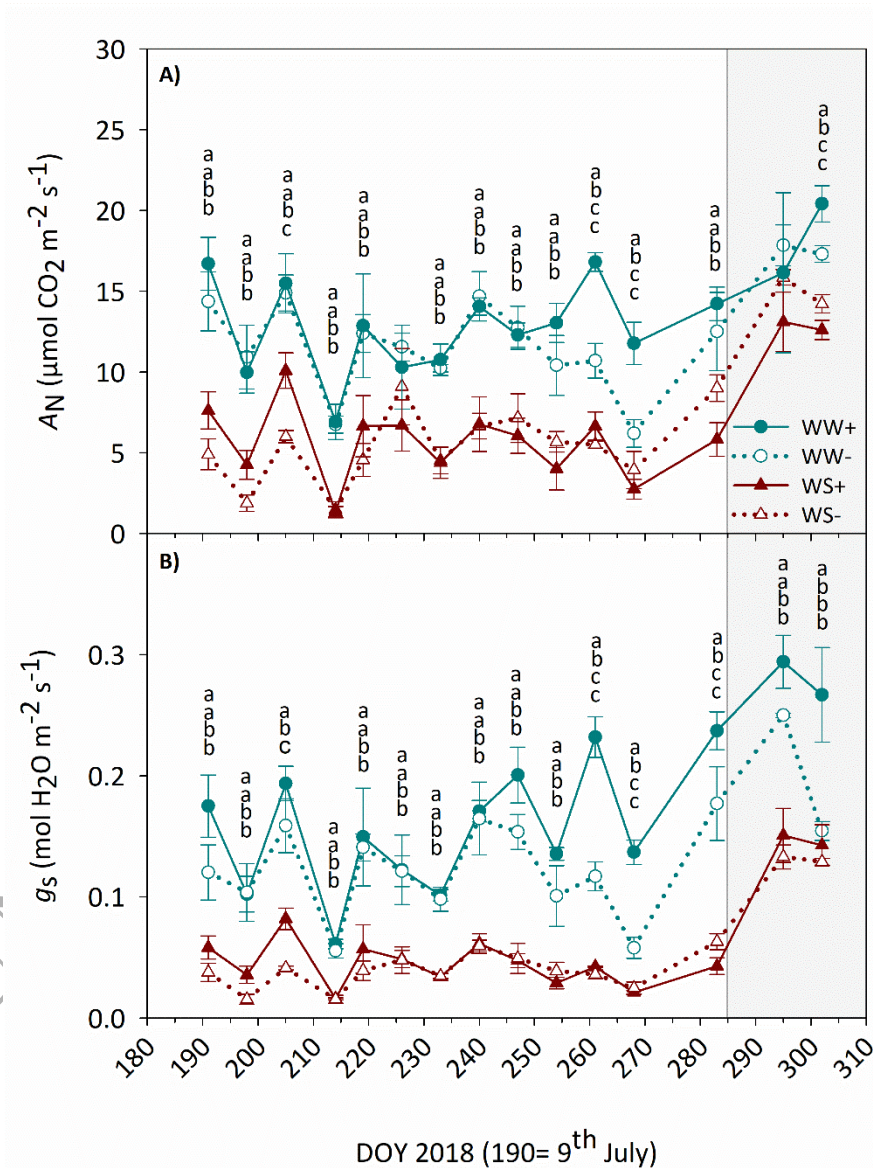 A)
30
25
20
15
10
5
0
A_N (µmol CO₂ m⁻² s⁻¹)
a a b b
a a b b
a a b c
a a b b
a a b b
a a b b
a a b b
a a b b
a a b b
a b c c
a b c c
a a b b
a b c c
WW+
WW-
WS+
WS-
B)
0.3
0.2
0.1
0.0
g_s (mol H₂O m⁻² s⁻¹)
a a b b
a a b b
a b c
a a b b
a a b b
a a b b
a a b b
a a b b
a a b b
a a b b
a b c c
a b c c
a b c c
a a b b
a b b b
180 190 200 210 220 230 240 250 260 270 280 290 300 310
DOY 2018 (190= 9ᵗʰ July)